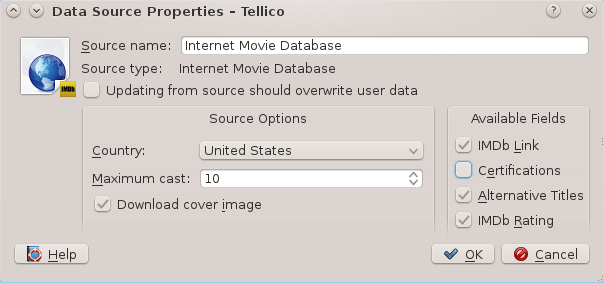 Data Source Properties – Tellico
?
Source name: Internet Movie Database
Source type: Internet Movie Database
IMDb
Updating from source should overwrite user data
Source Options
Country: United States
Maximum cast: 10
Download cover image
Available Fields
IMDb Link
Certifications
Alternative Titles
IMDb Rating
Help
OK
Cancel